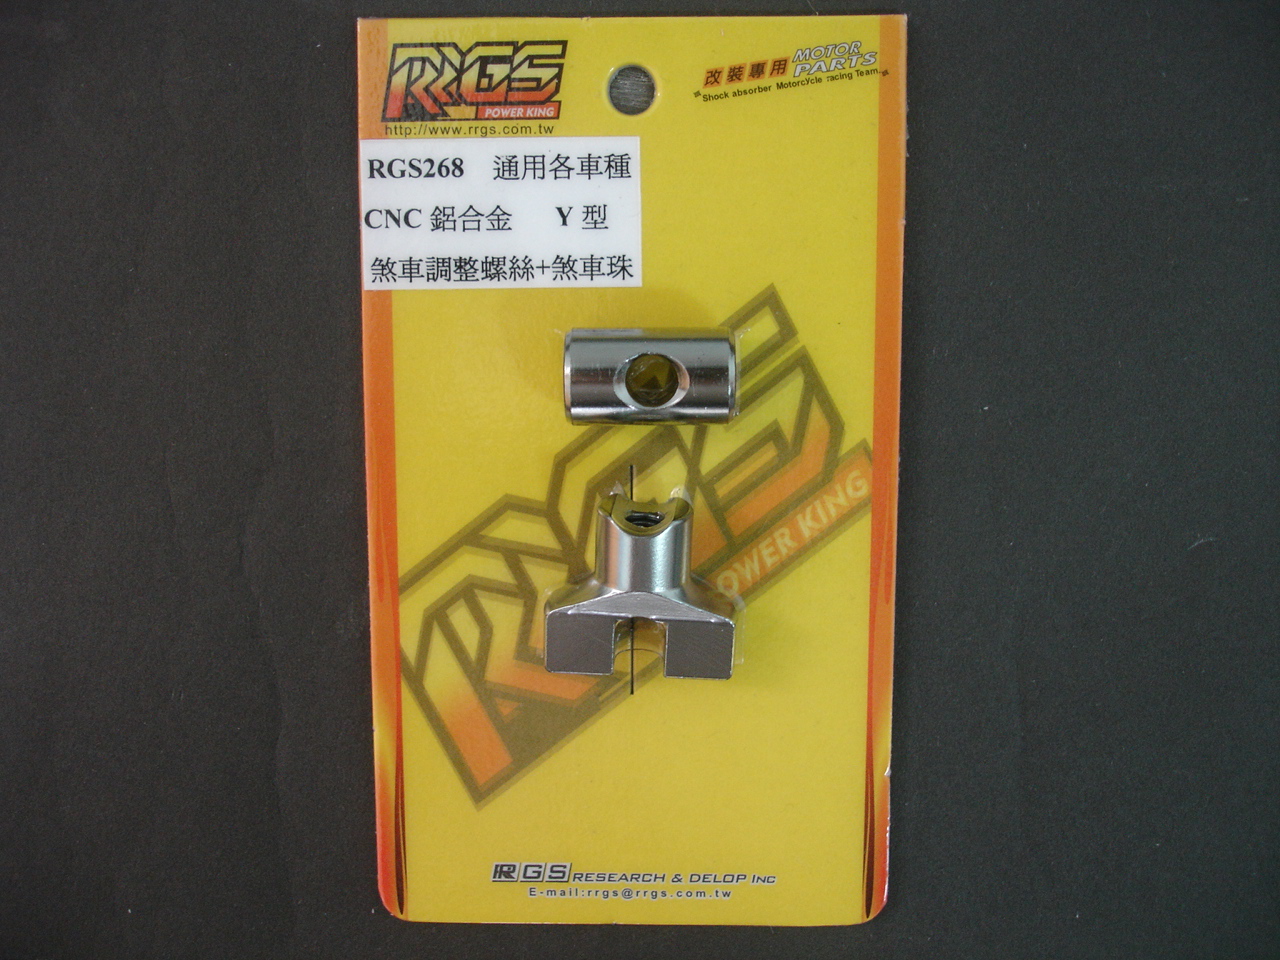 RRGS
POWER KING
http://www.rrgs.com.tw
改裝專用 MOTOR PARTS
Shock absorber Motorcycle racing Team.
RGS268 通用各車種
CNC 鋁合金 Y 型
煞車調整螺絲+煞車珠
RRGS
POWER KING
RGS RESEARCH & DELOP INC
E-mail:rrgs@rrgs.com.tw